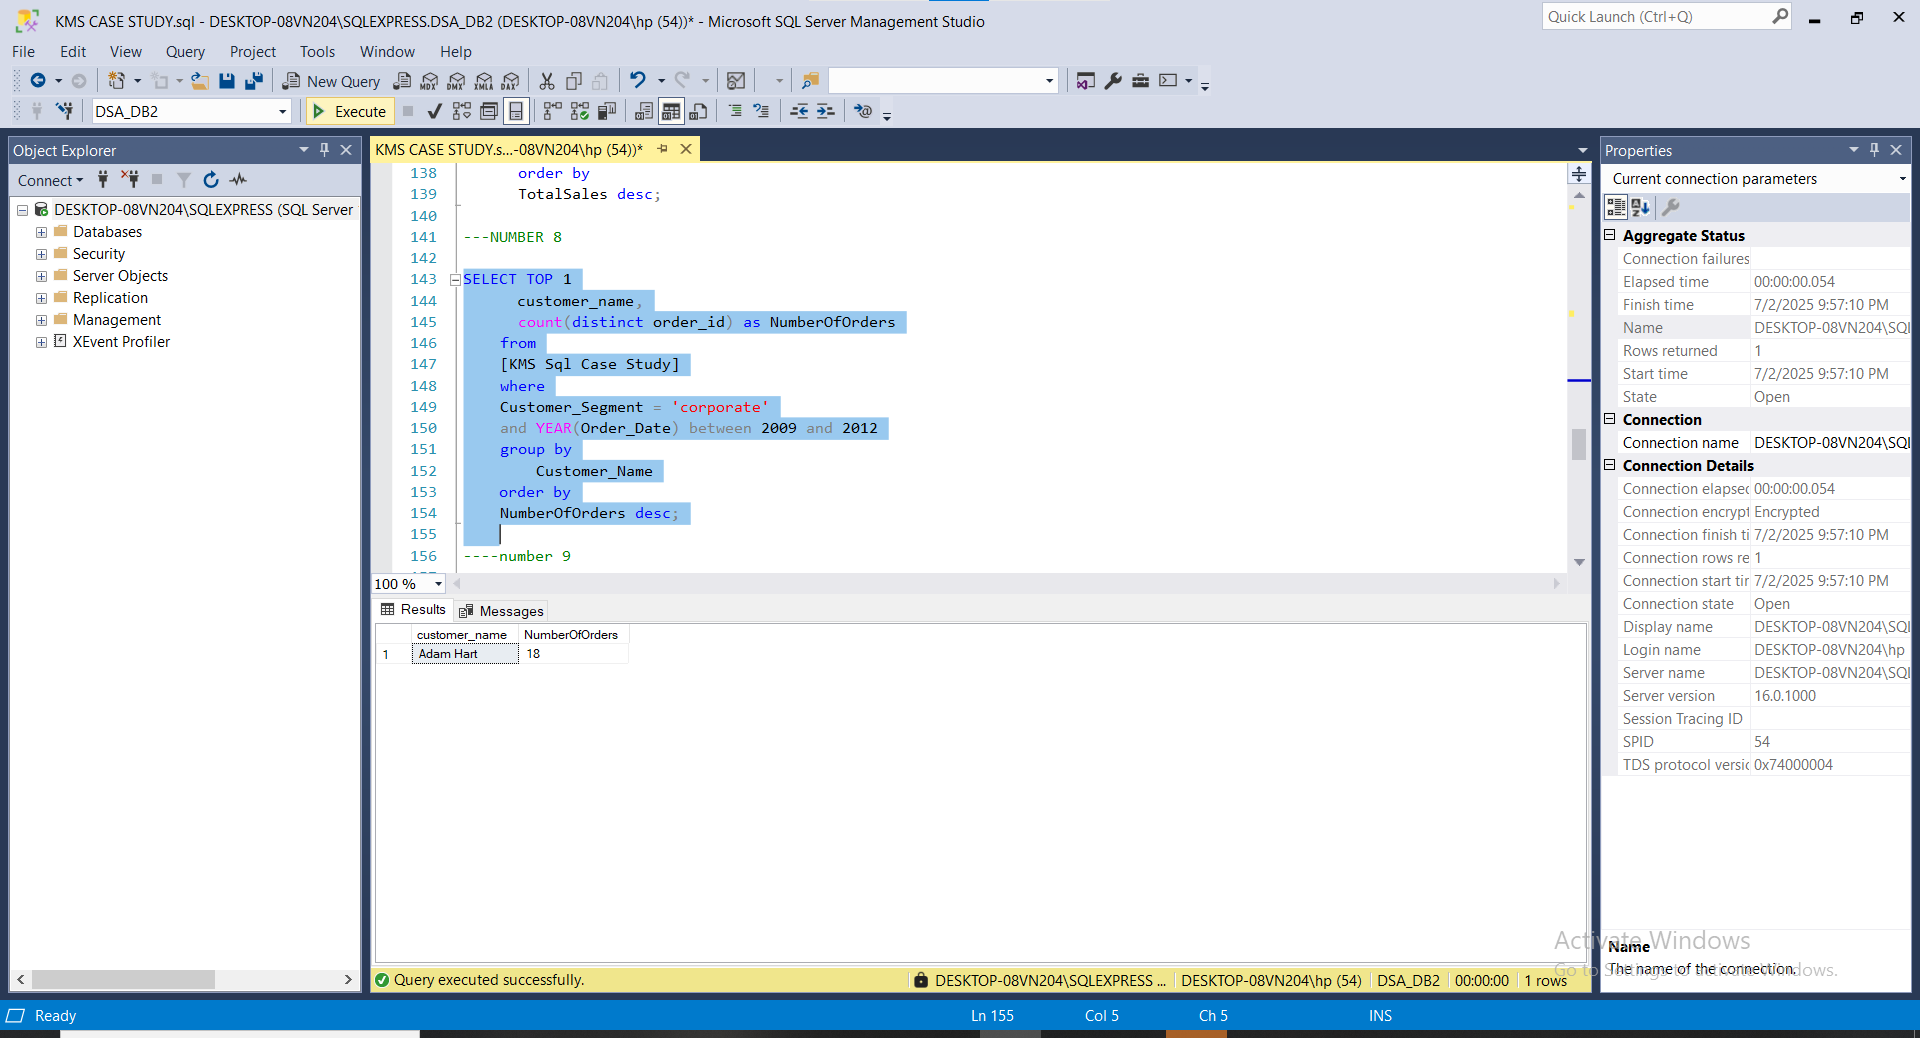 KMS CASE STUDY.sql - DESKTOP-08VN204\SQLEXPRESS.DSA_DB2 (DESKTOP-08VN204\hp (54))* - Microsoft SQL Server Management Studio
Quick Launch (Ctrl+Q)
File Edit View Query Project Tools Window Help
New Query MDX DMX XMLA DAX
DSA_DB2 Execute
Object Explorer
Connect
DESKTOP-08VN204\SQLEXPRESS (SQL Server
Databases
Security
Server Objects
Replication
Management
XEvent Profiler
KMS CASE STUDY.s...-08VN204\hp (54))*
138 order by
139 TotalSales desc;
140
141 ---NUMBER 8
142
143 SELECT TOP 1
144 customer_name,
145 count(distinct order_id) as NumberOfOrders
146 from
147 [KMS Sql Case Study]
148 where
149 Customer_Segment = 'corporate'
150 and YEAR(Order_Date) between 2009 and 2012
151 group by
152 Customer_Name
153 order by
154 NumberOfOrders desc;
155
156 ----number 9
100 %
Results Messages
customer_name NumberOfOrders
1 Adam Hart 18
Query executed successfully.
DESKTOP-08VN204\SQLEXPRESS ... DESKTOP-08VN204\hp (54) DSA_DB2 00:00:00 1 rows
Properties
Current connection parameters
Aggregate Status
Connection failures
Elapsed time 00:00:00.054
Finish time 7/2/2025 9:57:10 PM
Name DESKTOP-08VN204\SQL
Rows returned 1
Start time 7/2/2025 9:57:10 PM
State Open
Connection
Connection name DESKTOP-08VN204\SQL
Connection Details
Connection elapsed 00:00:00.054
Connection encrypt Encrypted
Connection finish ti 7/2/2025 9:57:10 PM
Connection rows re 1
Connection start tim 7/2/2025 9:57:10 PM
Connection state Open
Display name DESKTOP-08VN204\SQL
Login name DESKTOP-08VN204\hp
Server name DESKTOP-08VN204\SQL
Server version 16.0.1000
Session Tracing ID
SPID 54
TDS protocol versio 0x74000004
Name
The name of the connection.
Activate Windows
Go to Settings to activate Windows.
Ready Ln 155 Col 5 Ch 5 INS